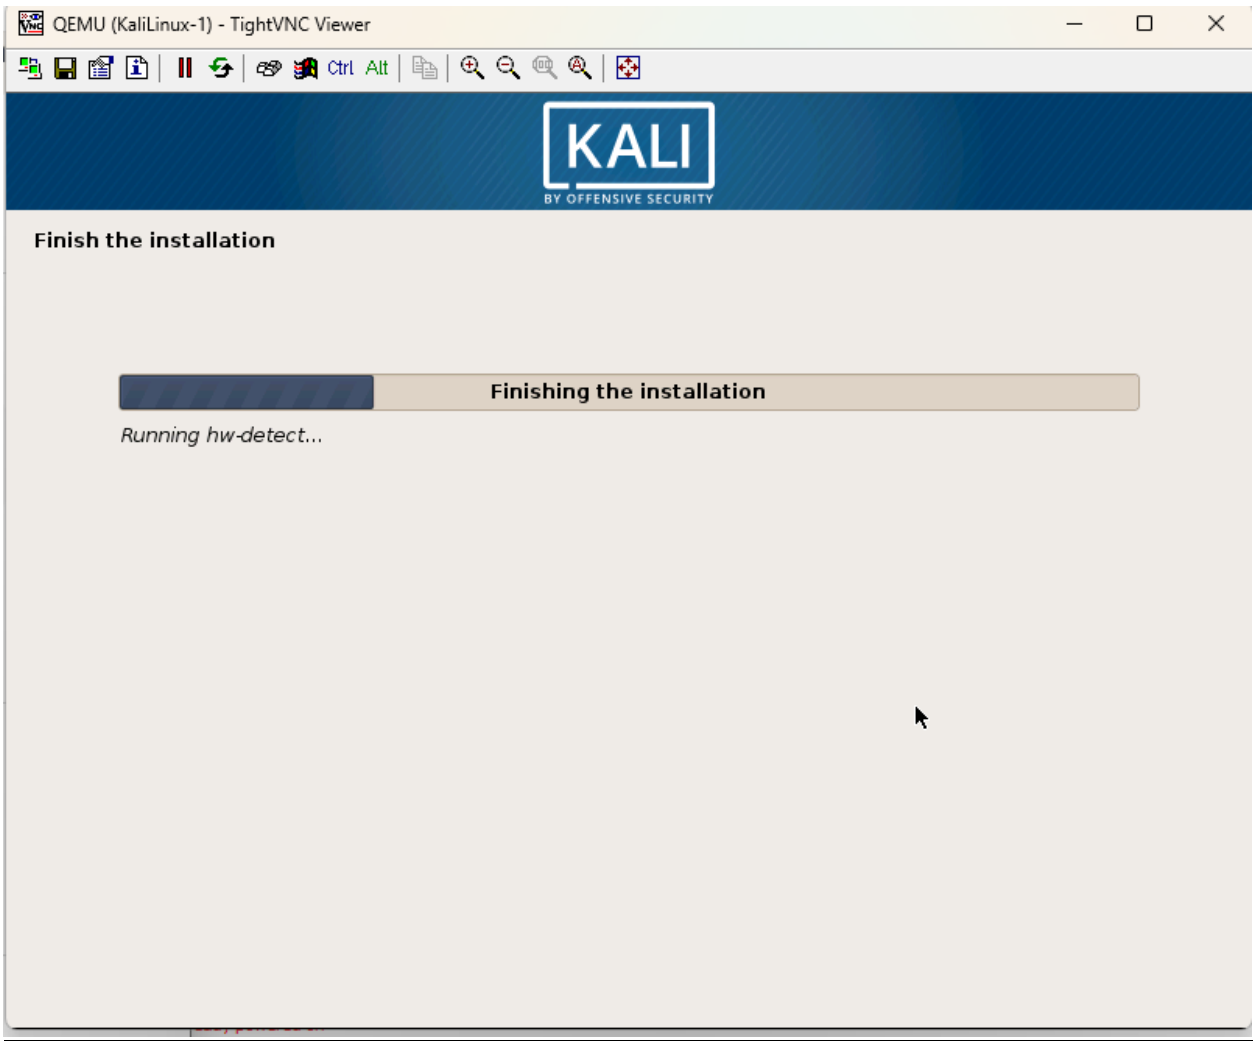 QEMU (KaliLinux-1) - TightVNC Viewer
Ctrl Alt
KALI
BY OFFENSIVE SECURITY
Finish the installation
Finishing the installation
Running hw-detect...